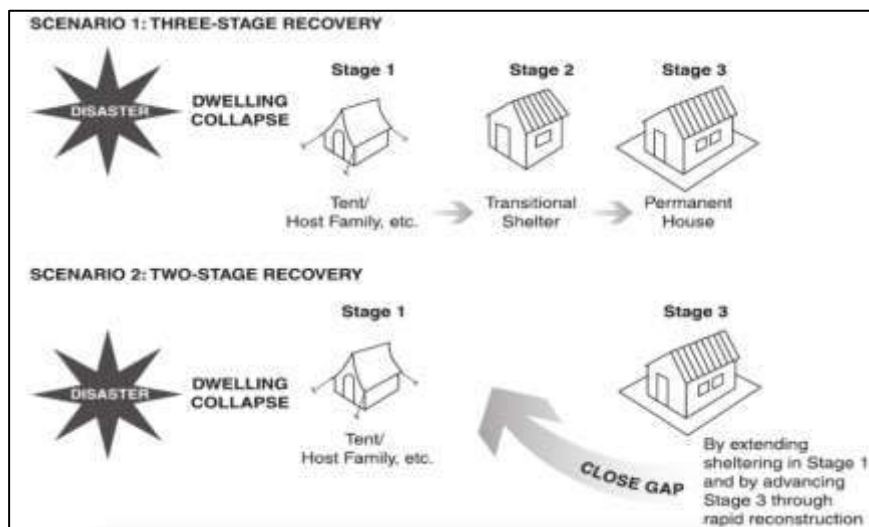 SCENARIO 1: THREE-STAGE RECOVERY
Stage 1
Stage 2
Stage 3
DISASTER
DWELLING
COLLAPSE
Tent/
Host Family, etc.
Transitional
Shelter
Permanent
House
SCENARIO 2: TWO-STAGE RECOVERY
Stage 1
Stage 3
DISASTER
DWELLING
COLLAPSE
Tent/
Host Family, etc.
CLOSE GAP
By extending
sheltering in Stage 1
and by advancing
Stage 3 through
rapid reconstruction